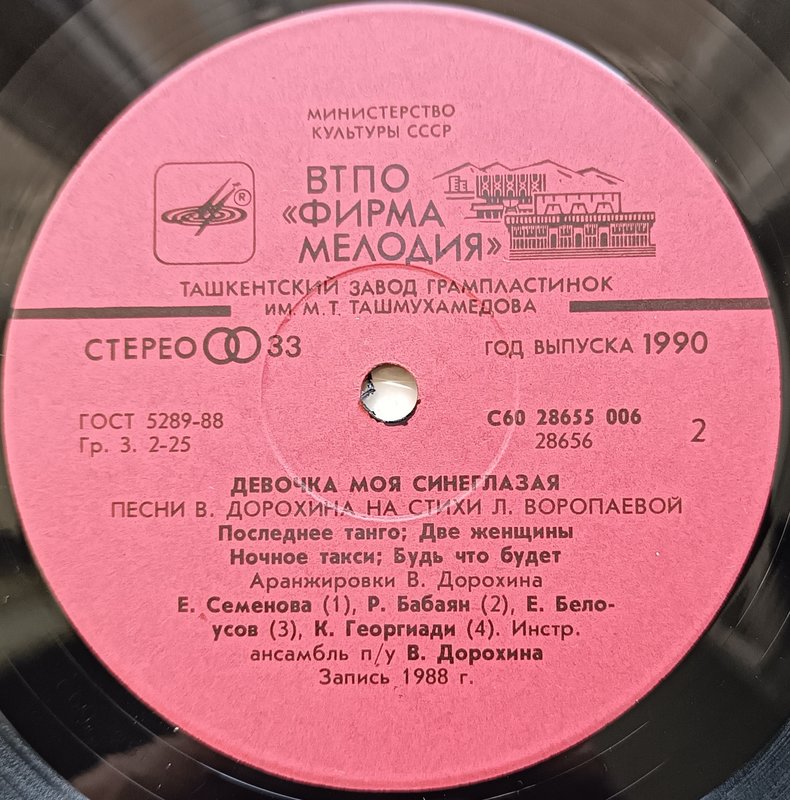 МИНИСТЕРСТВО
КУЛЬТУРЫ СССР
ВТПО
«ФИРМА
МЕЛОДИЯ»
®
ТАШКЕНТСКИЙ ЗАВОД ГРАМПЛАСТИНОК
ИМ. М. Т. ТАШМУХАМЕДОВА
СТЕРЕО 33
ГОД ВЫПУСКА 1990
ГОСТ 5289-88
Гр. 3. 2-25
С60 28655 006
28656
2
ДЕВОЧКА МОЯ СИНЕГЛАЗАЯ
ПЕСНИ В. ДОРОХИНА НА СТИХИ Л. ВОРОПАЕВОЙ
Последнее танго; Две женщины
Ночное такси; Будь что будет
Аранжировки В. Дорохина
Е. Семенова (1), Р. Бабаян (2), Е. Бело-
усов (3), К. Георгиади (4). Инстр.
ансамбль п/у В. Дорохина
Запись 1988 г.